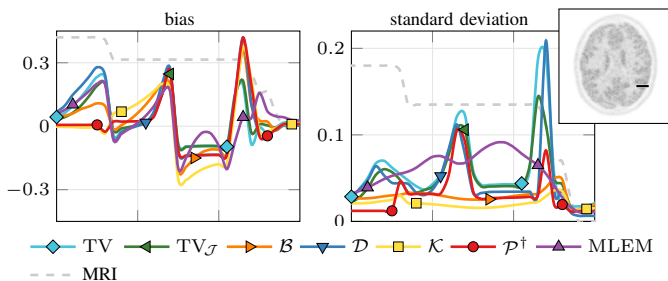 bias
standard deviation
0.3
0
−0.3
0.2
0.1
0
TV TV𝒥 ℬ 𝒟 𝒦 𝒫† MLEM
MRI